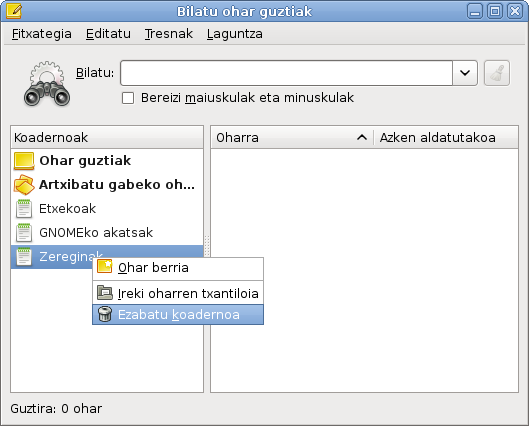 Bilatu ohar guztiak
Fitxategia Editatu Tresnak Laguntza
Bilatu:
Bereizi maiuskulak eta minuskulak
Koadernoak
Oharra Azken aldatutakoa
Ohar guztiak
Artxibatu gabeko oh...
Etxekoak
GNOMEko akatsak
Zereginak
Ohar berria
Ireki oharren txantiloia
Ezabatu koadernoa
Guztira: 0 ohar